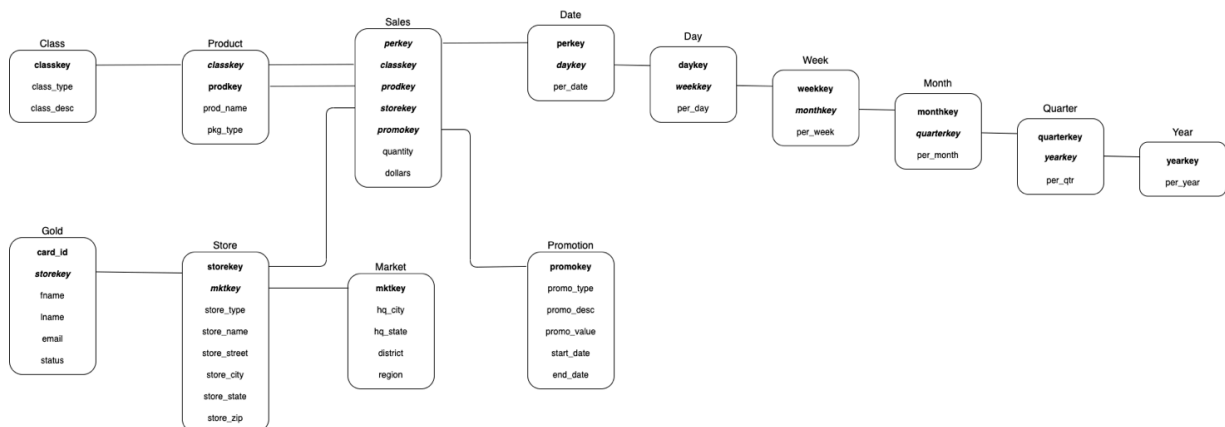 Class
classkey
class_type
class_desc
Product
classkey
prodkey
prod_name
pkg_type
Sales
perkey
classkey
prodkey
storekey
promokey
quantity
dollars
Date
perkey
daykey
per_date
Day
daykey
weekkey
per_day
Week
weekkey
monthkey
per_week
Month
monthkey
quarterkey
per_month
Quarter
quarterkey
yearkey
per_qtr
Year
yearkey
per_year
Gold
card_id
storekey
fname
lname
email
status
Store
storekey
mktkey
store_type
store_name
store_street
store_city
store_state
store_zip
Market
mktkey
hq_city
hq_state
district
region
Promotion
promokey
promo_type
promo_desc
promo_value
start_date
end_date